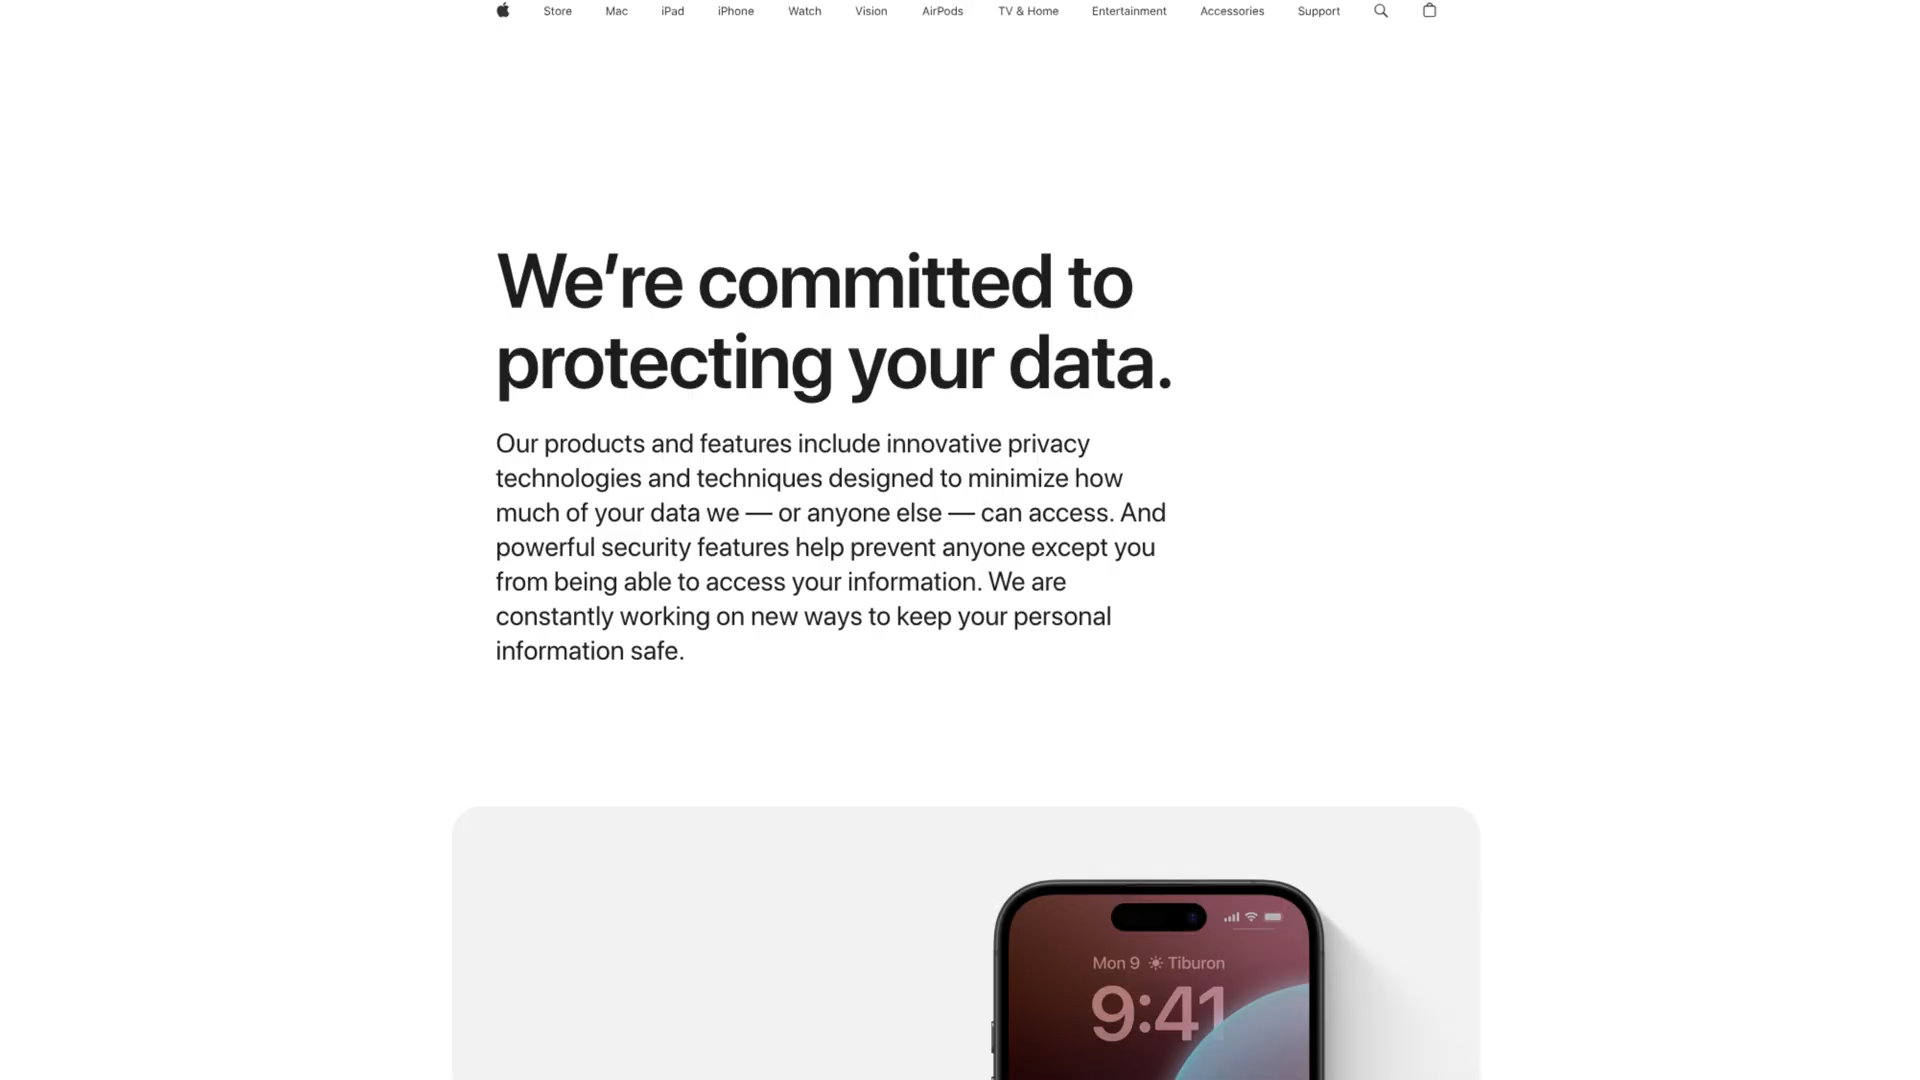 Store Mac iPad iPhone Watch Vision AirPods TV & Home Entertainment Accessories Support
We’re committed to
protecting your data.
Our products and features include innovative privacy
technologies and techniques designed to minimize how
much of your data we — or anyone else — can access. And
powerful security features help prevent anyone except you
from being able to access your information. We are
constantly working on new ways to keep your personal
information safe.
Mon 9 Tiburon
9:41